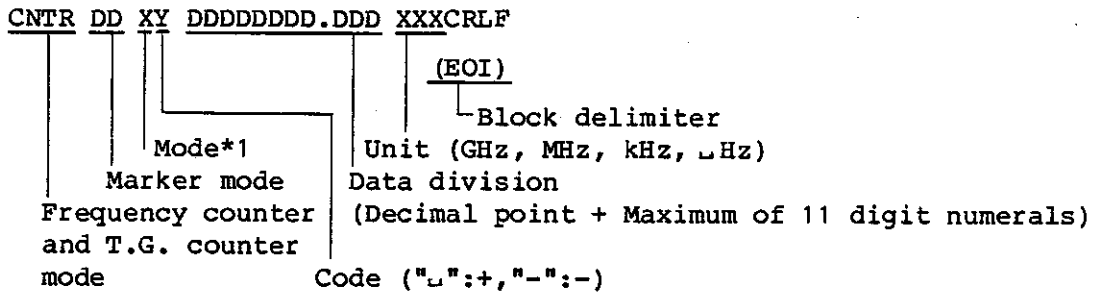 CNTR DD XY DDDDDDDD.DDD XXXCRLF
(EOI)
Block delimiter
Mode*1 Unit (GHz, MHz, kHz, ␣Hz)
Marker mode Data division
Frequency counter (Decimal point + Maximum of 11 digit numerals)
and T.G. counter
mode Code ("␣":+,"-":-)